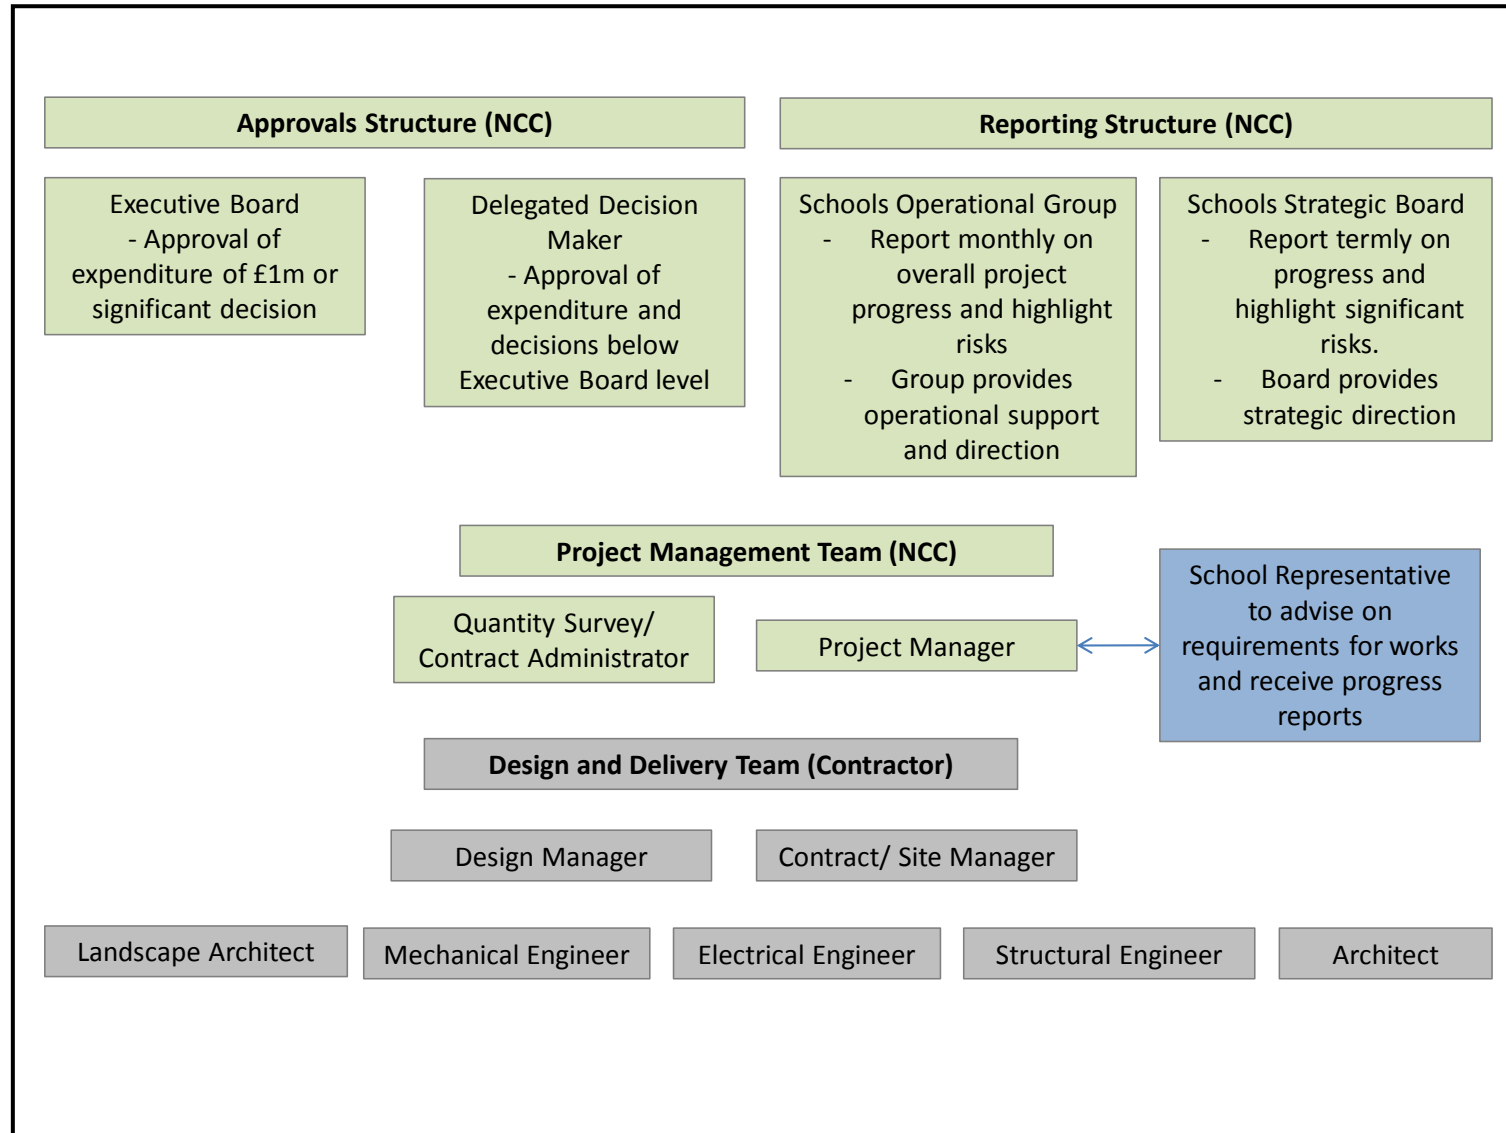 Approvals Structure (NCC)
Reporting Structure (NCC)
Executive Board
- Approval of
expenditure of £1m or
significant decision
Delegated Decision
Maker
- Approval of
expenditure and
decisions below
Executive Board level
Schools Operational Group
- Report monthly on
overall project
progress and highlight
risks
- Group provides
operational support
and direction
Schools Strategic Board
- Report termly on
progress and
highlight significant
risks.
- Board provides
strategic direction
Project Management Team (NCC)
Quantity Survey/
Contract Administrator
Project Manager
School Representative
to advise on
requirements for works
and receive progress
reports
Design and Delivery Team (Contractor)
Design Manager
Contract/ Site Manager
Landscape Architect
Mechanical Engineer
Electrical Engineer
Structural Engineer
Architect